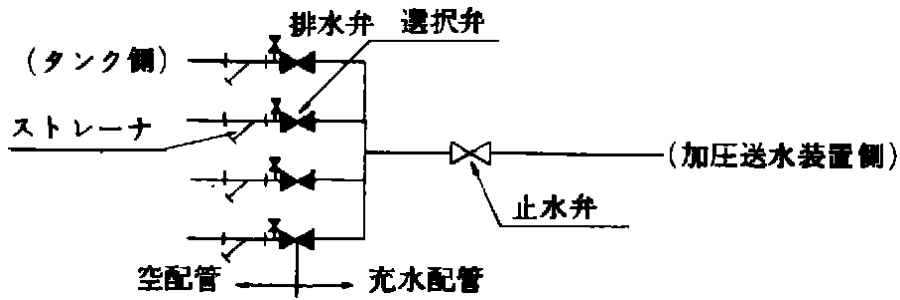 排水弁 選択弁
(タンク側)
ストレーナ
(加圧送水装置側)
止水弁
空配管 充水配管